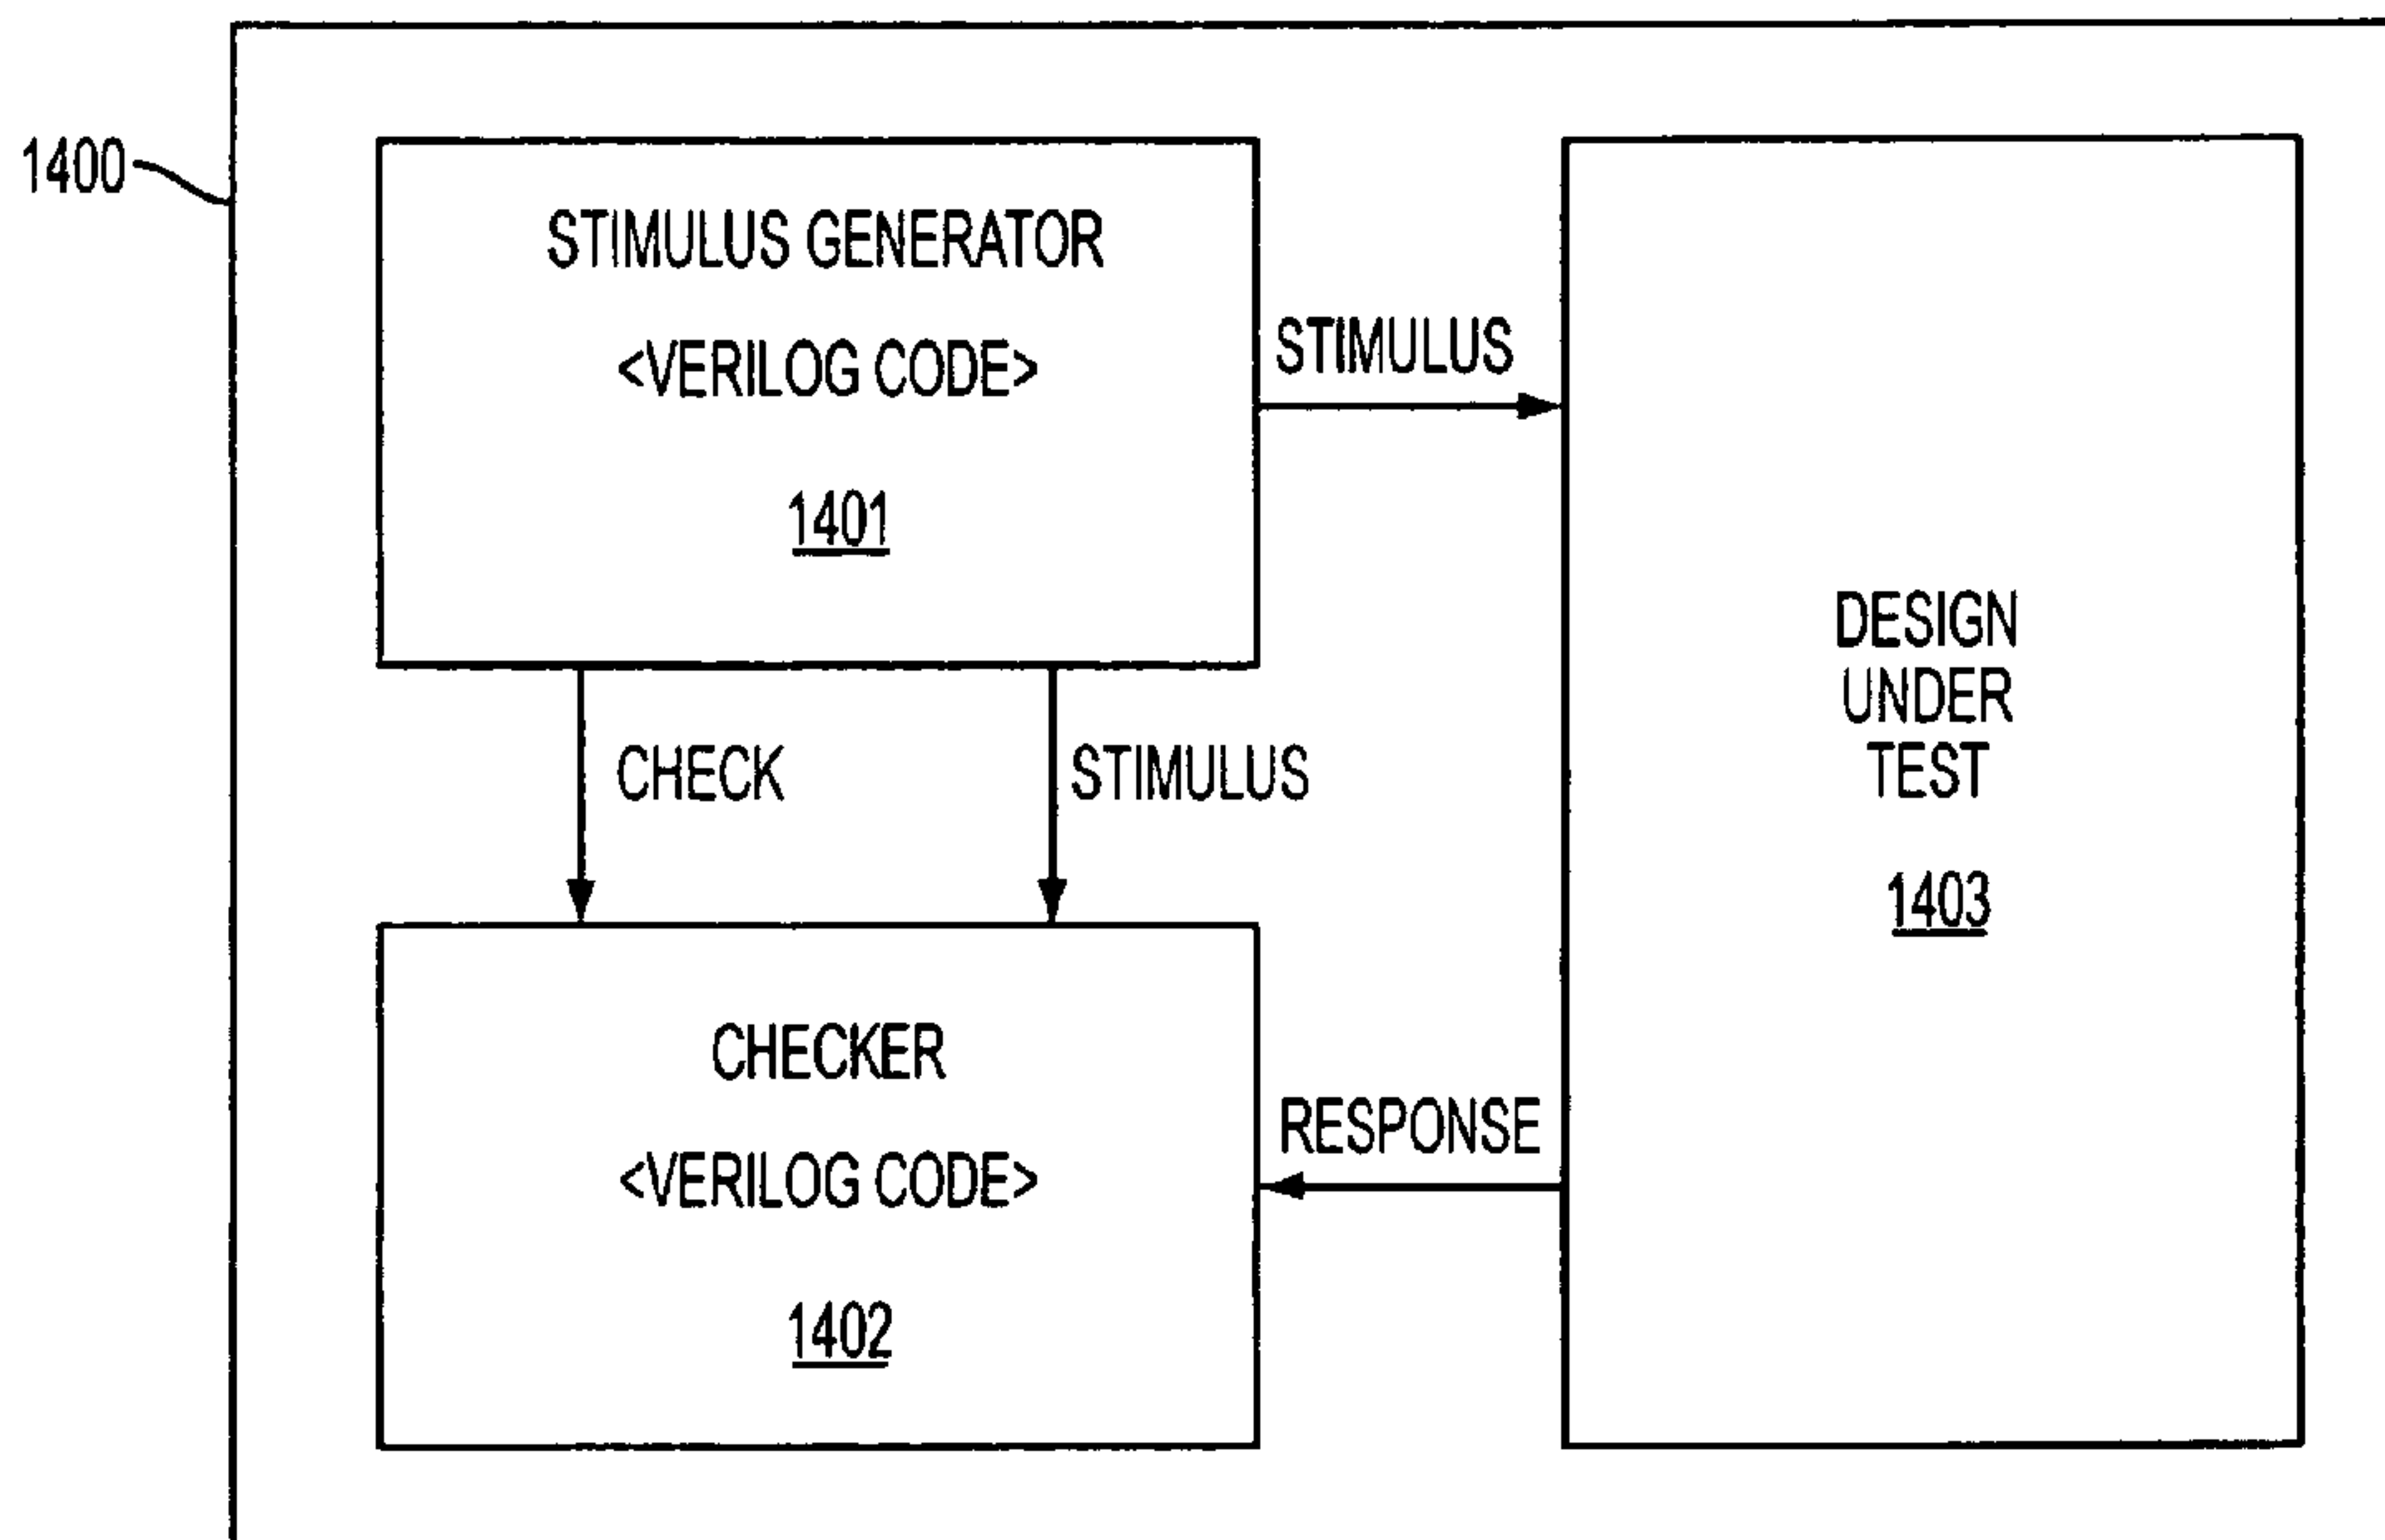 1400
STIMULUS GENERATOR
<VERILOG CODE>
1401
STIMULUS
CHECK
STIMULUS
DESIGN
UNDER
TEST
1403
CHECKER
<VERILOG CODE>
1402
RESPONSE